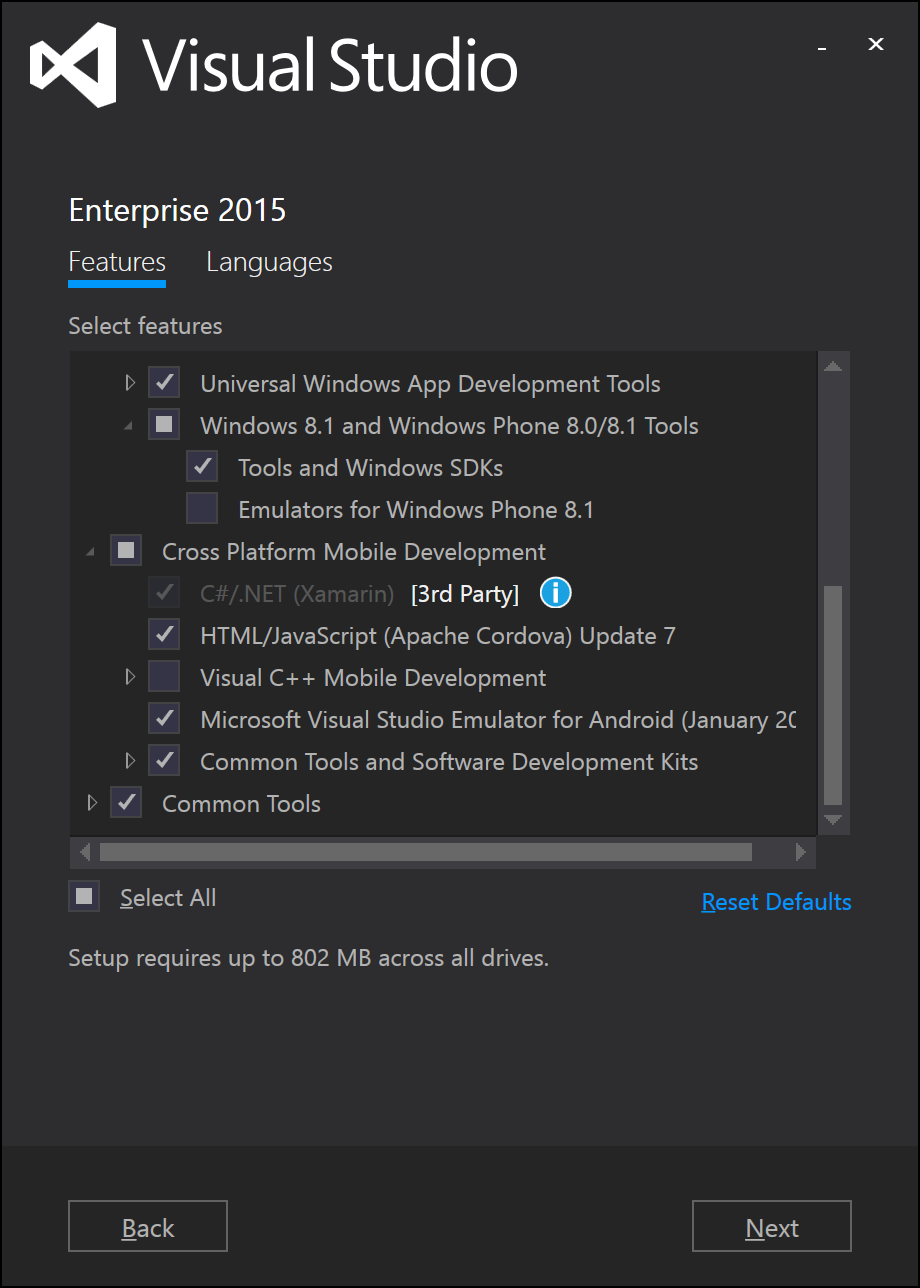 Visual Studio
Enterprise 2015
Features Languages
Select features
Universal Windows App Development Tools
Windows 8.1 and Windows Phone 8.0/8.1 Tools
Tools and Windows SDKs
Emulators for Windows Phone 8.1
Cross Platform Mobile Development
C#/.NET (Xamarin) [3rd Party]
HTML/JavaScript (Apache Cordova) Update 7
Visual C++ Mobile Development
Microsoft Visual Studio Emulator for Android (January 20
Common Tools and Software Development Kits
Common Tools
Select All
Reset Defaults
Setup requires up to 802 MB across all drives.
Back Next